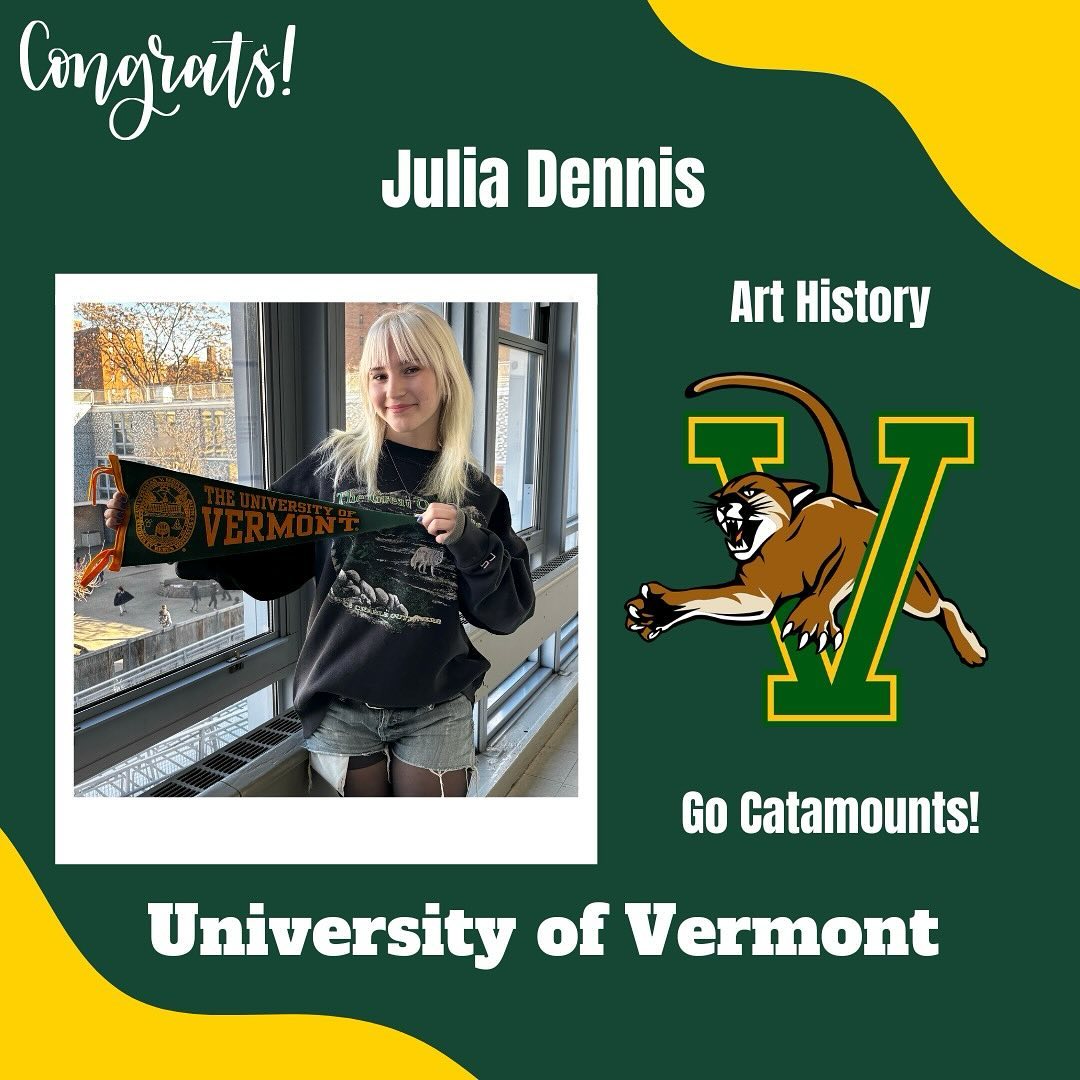 Congrats!
Julia Dennis
Art History
THE UNIVERSITY OF
VERMONT
V
Go Catamounts!
University of Vermont